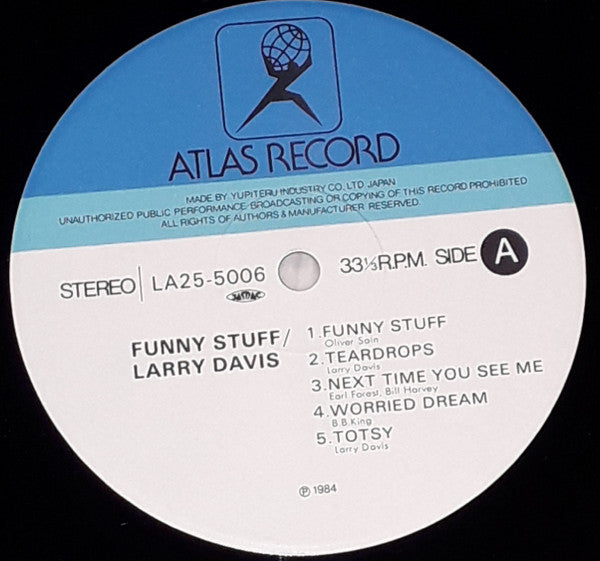 ATLAS RECORD
MADE BY YUPITERU INDUSTRY CO. LTD. JAPAN
UNAUTHORIZED PUBLIC PERFORMANCE BROADCASTING OR COPYING OF THIS RECORD PROHIBITED
ALL RIGHTS OF AUTHORS & MANUFACTURER RESERVED.
STEREO LA25-5006 33⅓R.P.M. SIDE A
JASRAC
FUNNY STUFF/
LARRY DAVIS
1.FUNNY STUFF
Oliver Sain
2.TEARDROPS
Larry Davis
3.NEXT TIME YOU SEE ME
Earl Forest, Bill Harvey
4.WORRIED DREAM
B.B.King
5.TOTSY
Larry Davis
℗ 1984